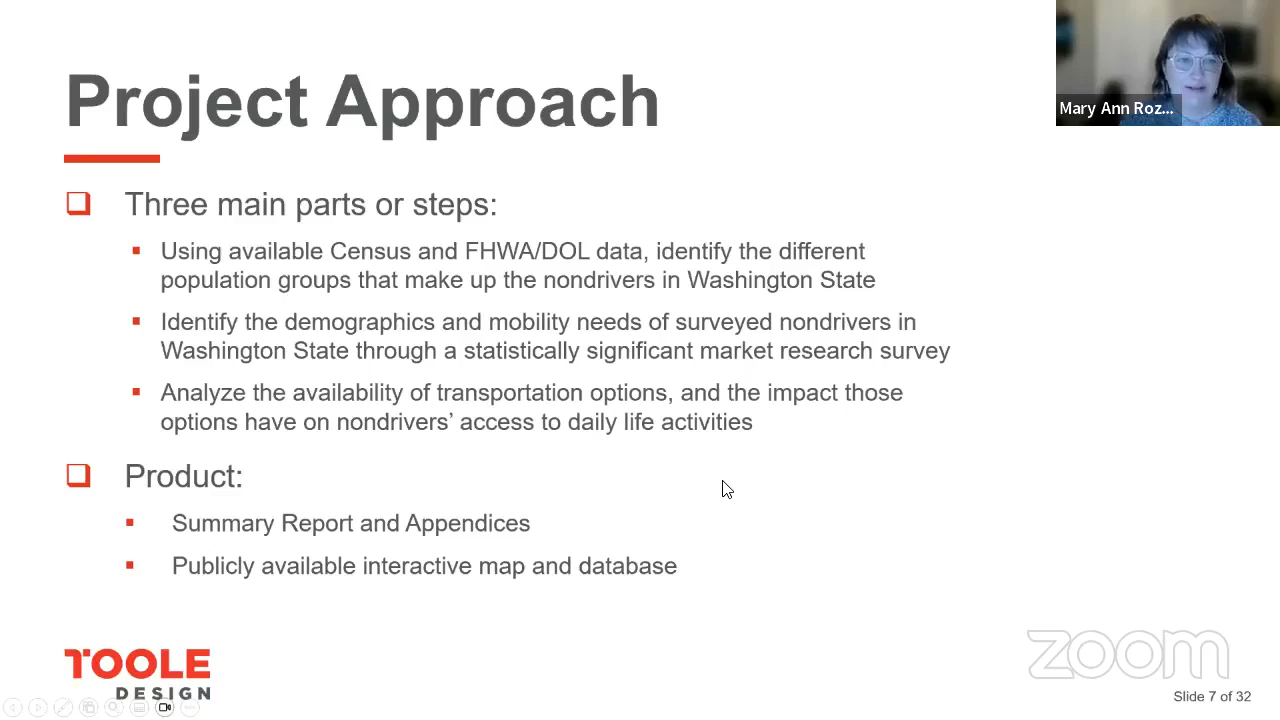 Project Approach
Mary Ann Roz...
Three main parts or steps:
Using available Census and FHWA/DOL data, identify the different
population groups that make up the nondrivers in Washington State
Identify the demographics and mobility needs of surveyed nondrivers in
Washington State through a statistically significant market research survey
Analyze the availability of transportation options, and the impact those
options have on nondrivers’ access to daily life activities
Product:
Summary Report and Appendices
Publicly available interactive map and database
TOOLE
DESIGN
zoom
Slide 7 of 32